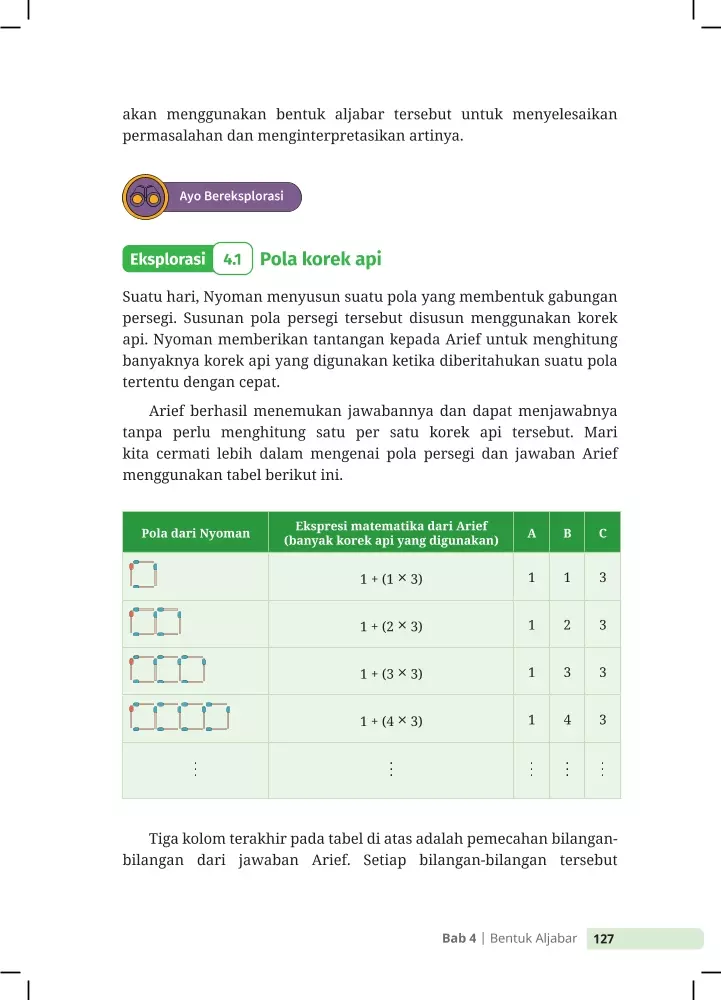 akan menggunakan bentuk aljabar tersebut untuk menyelesaikan
permasalahan dan menginterpretasikan artinya.
Ayo Bereksplorasi
Eksplorasi 4.1 Pola korek api
Suatu hari, Nyoman menyusun suatu pola yang membentuk gabungan
persegi. Susunan pola persegi tersebut disusun menggunakan korek
api. Nyoman memberikan tantangan kepada Arief untuk menghitung
banyaknya korek api yang digunakan ketika diberitahukan suatu pola
tertentu dengan cepat.
Arief berhasil menemukan jawabannya dan dapat menjawabnya
tanpa perlu menghitung satu per satu korek api tersebut. Mari
kita cermati lebih dalam mengenai pola persegi dan jawaban Arief
menggunakan tabel berikut ini.
Pola dari Nyoman Ekspresi matematika dari Arief A B C
(banyak korek api yang digunakan)
1 + (1 × 3) 1 1 3
1 + (2 × 3) 1 2 3
1 + (3 × 3) 1 3 3
1 + (4 × 3) 1 4 3
⋮ ⋮ ⋮ ⋮ ⋮
Tiga kolom terakhir pada tabel di atas adalah pemecahan bilangan-
bilangan dari jawaban Arief. Setiap bilangan-bilangan tersebut
Bab 4 | Bentuk Aljabar 127